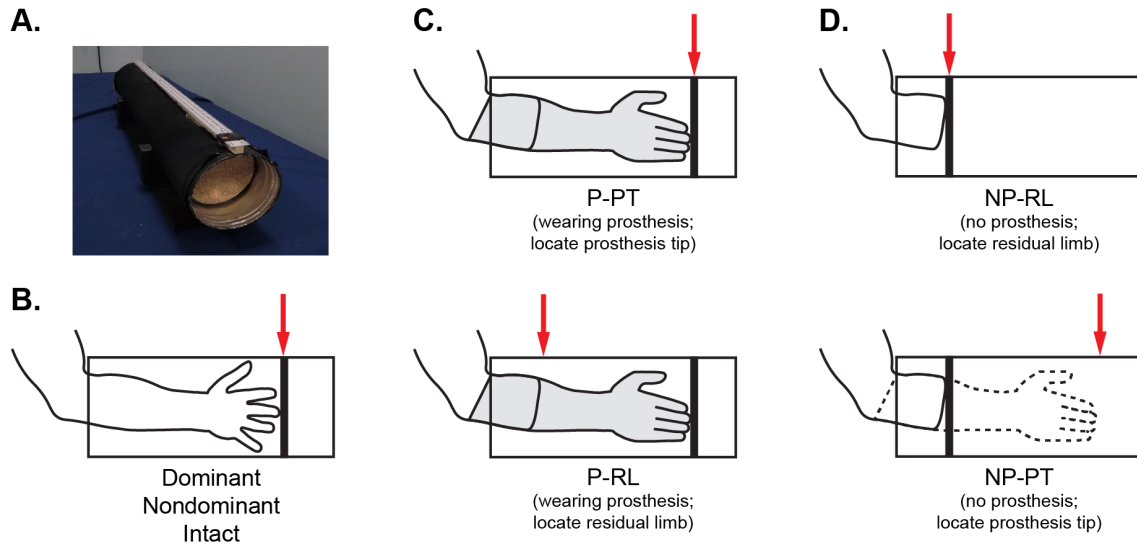 A.
B.
Dominant
Nondominant
Intact
C.
P-PT
(wearing prosthesis;
locate prosthesis tip)
P-RL
(wearing prosthesis;
locate residual limb)
D.
NP-RL
(no prosthesis;
locate residual limb)
NP-PT
(no prosthesis;
locate prosthesis tip)